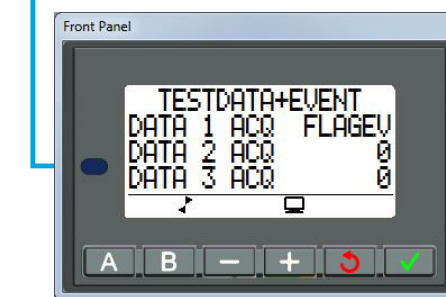 Front Panel
TESTDATA+EVENT
DATA 1 ACQ FLAGEV
DATA 2 ACQ 0
DATA 3 ACQ 0
A B − +